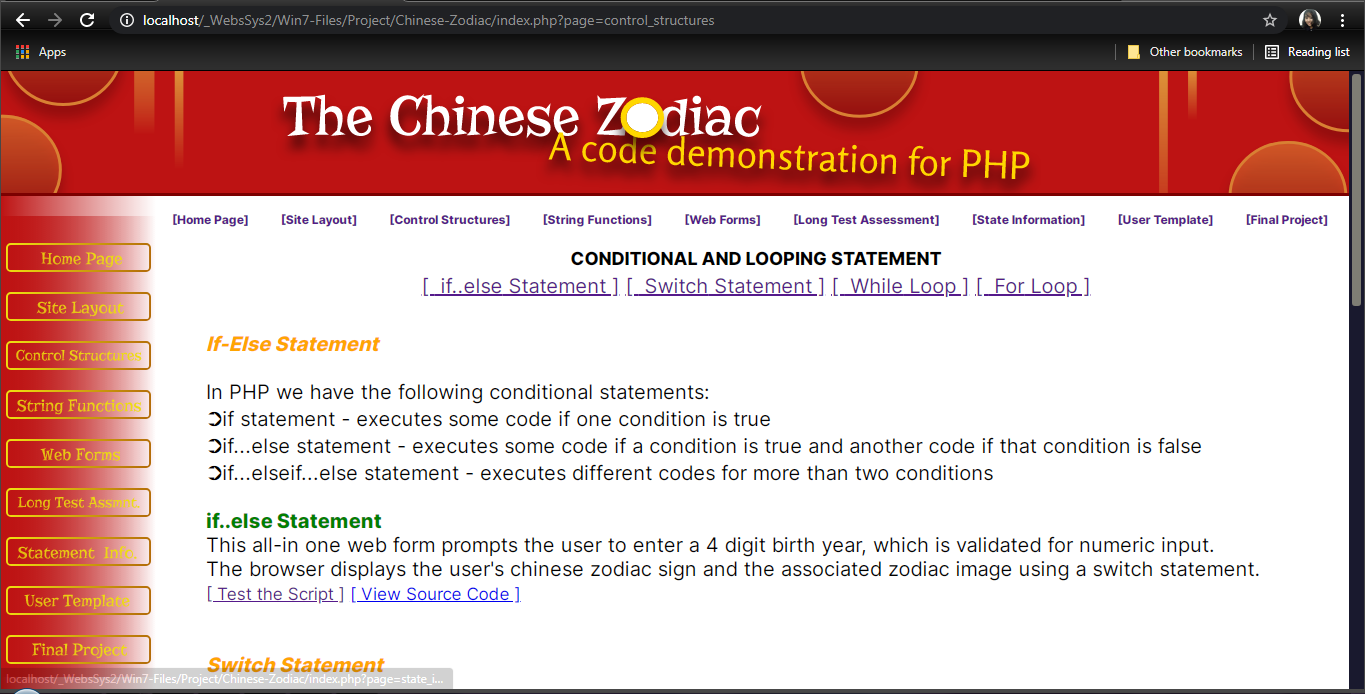 localhost/_WebsSys2/Win7-Files/Project/Chinese-Zodiac/index.php?page=control_structures
Apps
Other bookmarks
Reading list
The Chinese Zodiac
A code demonstration for PHP
[Home Page] [Site Layout] [Control Structures] [String Functions] [Web Forms] [Long Test Assessment] [State Information] [User Template] [Final Project]
Home Page
Site Layout
Control Structures
String Functions
Web Forms
Long Test Assmnt.
Statement Info.
User Template
Final Project
CONDITIONAL AND LOOPING STATEMENT
[ if..else Statement ] [ Switch Statement ] [ While Loop ] [ For Loop ]
If-Else Statement
In PHP we have the following conditional statements:
➲if statement - executes some code if one condition is true
➲if...else statement - executes some code if a condition is true and another code if that condition is false
➲if...elseif...else statement - executes different codes for more than two conditions
if..else Statement
This all-in one web form prompts the user to enter a 4 digit birth year, which is validated for numeric input.
The browser displays the user's chinese zodiac sign and the associated zodiac image using a switch statement.
[ Test the Script ] [ View Source Code ]
Switch Statement
localhost/_WebsSys2/Win7-Files/Project/Chinese-Zodiac/index.php?page=state_i...